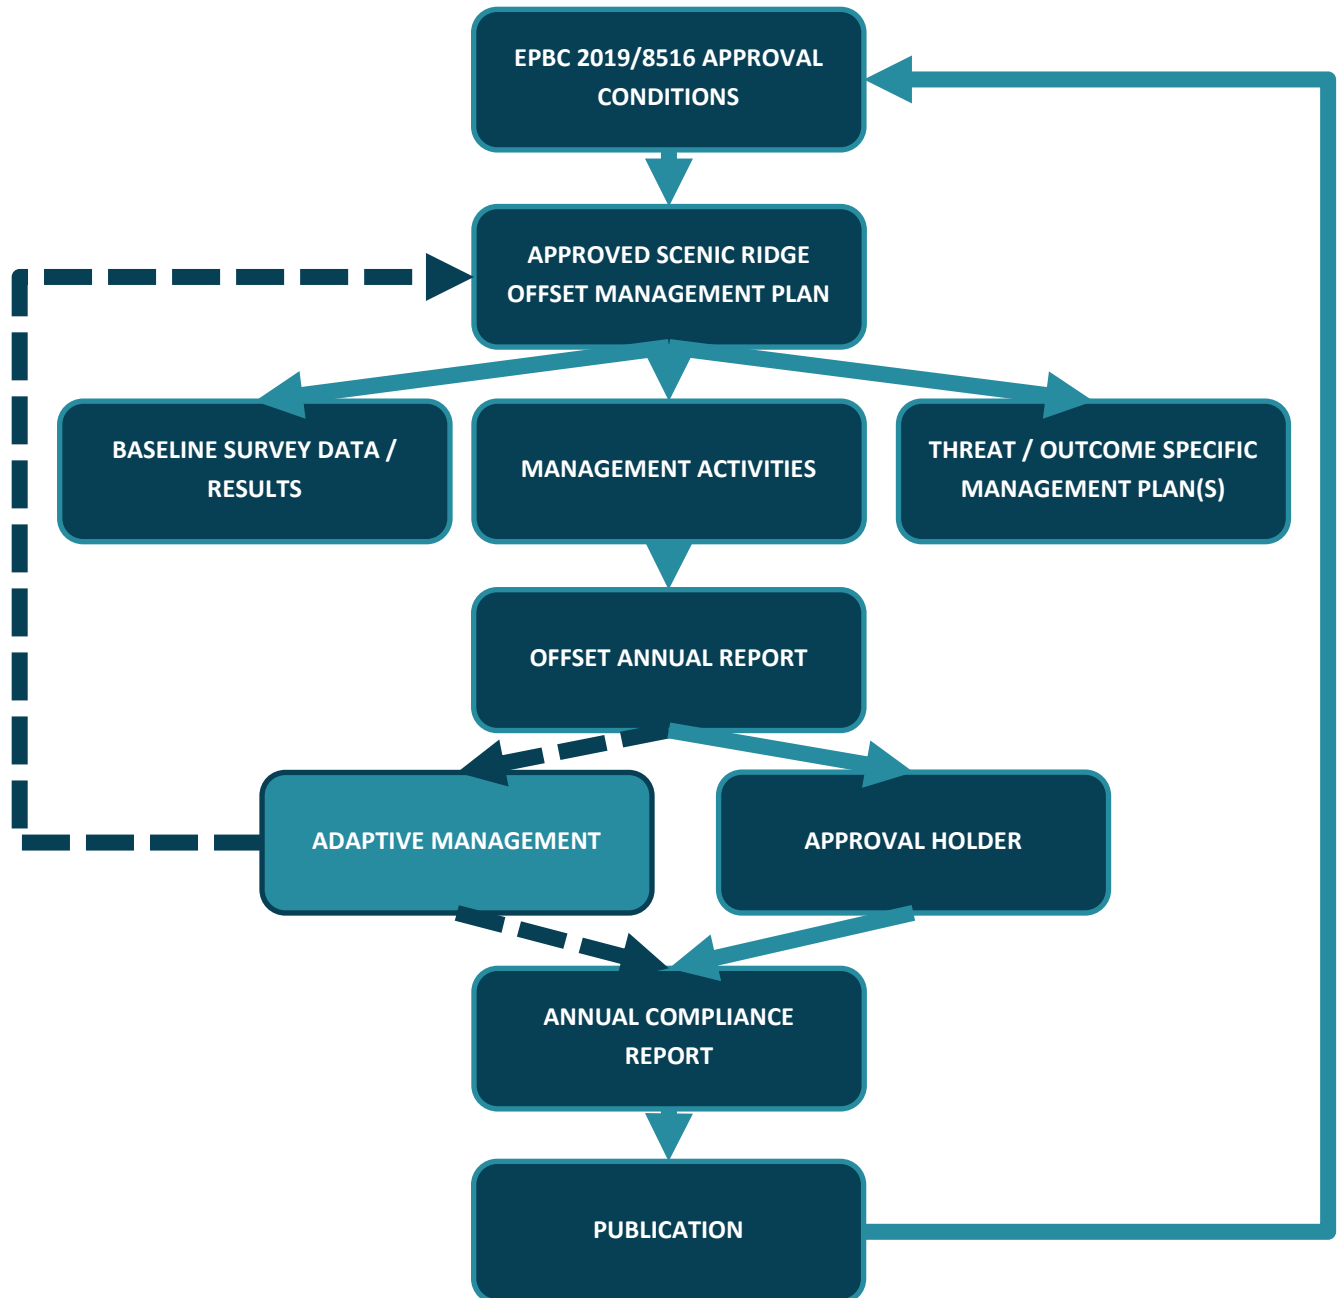 EPBC 2019/8516 APPROVAL
CONDITIONS
APPROVED SCENIC RIDGE
OFFSET MANAGEMENT PLAN
BASELINE SURVEY DATA /
RESULTS
MANAGEMENT ACTIVITIES
THREAT / OUTCOME SPECIFIC
MANAGEMENT PLAN(S)
OFFSET ANNUAL REPORT
ADAPTIVE MANAGEMENT
APPROVAL HOLDER
ANNUAL COMPLIANCE
REPORT
PUBLICATION